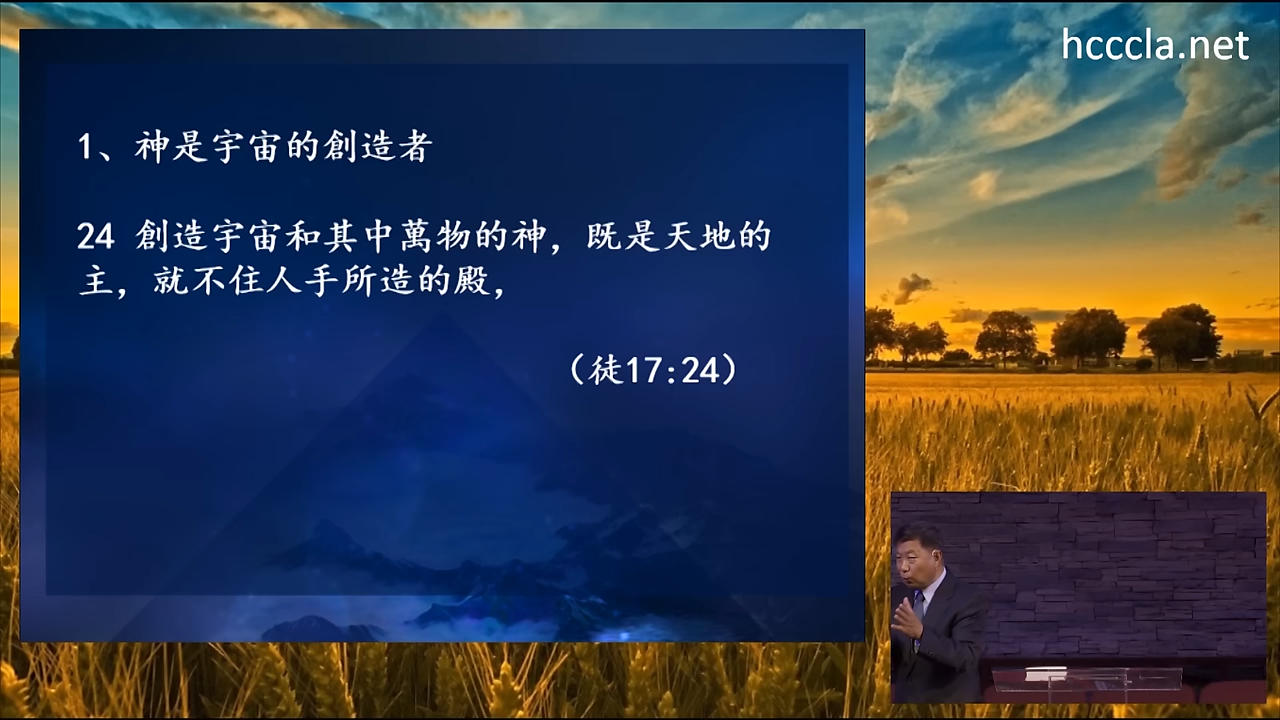 hcccla.net
1、神是宇宙的創造者
24 創造宇宙和其中萬物的神，既是天地的
主，就不住人手所造的殿，
（徒17:24）